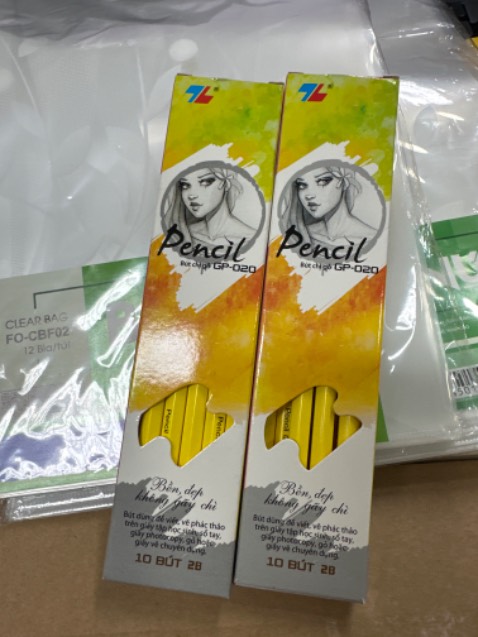 TL
Pencil
Bút chì gỗ GP-020
Pencil
Bền, đẹp
không gãy chì
Bút dùng để viết, vẽ phác thảo
trên giấy tập học sinh, sổ tay,
giấy photocopy, gỗ hoặc
giấy vẽ chuyên dụng.
10 BÚT 2B
TL
Pencil
Bút chì gỗ GP-020
Pencil
Bền, đẹp
không gãy chì
Bút dùng để viết, vẽ phác thảo
trên giấy tập học sinh, sổ tay,
giấy photocopy, gỗ hoặc
giấy vẽ chuyên dụng.
10 BÚT 2B
CLEAR BAG
FO-CBF02
12 Bìa/túi